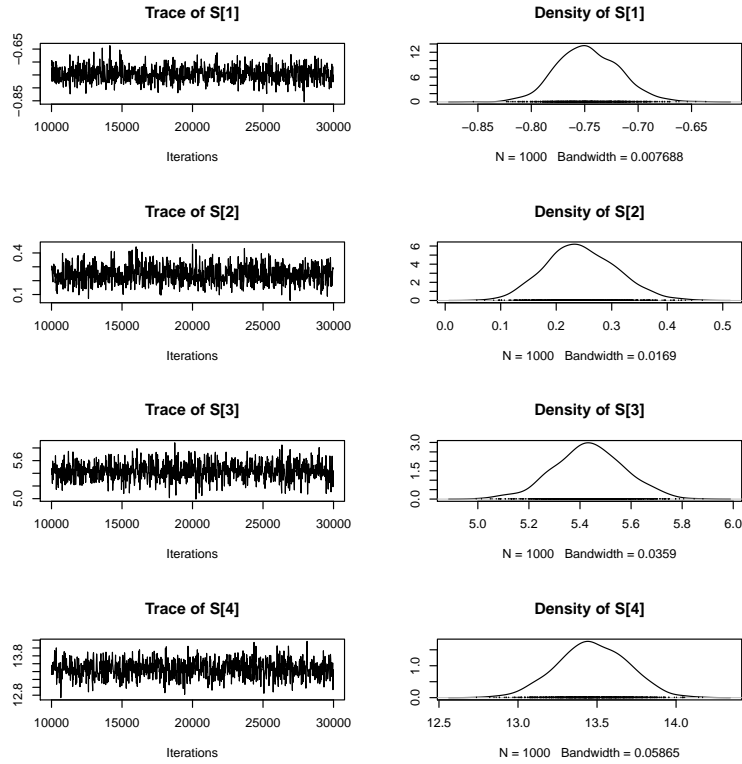 Trace of S[1]
−0.85
−0.65
10000 15000 20000 25000 30000
Iterations
Density of S[1]
0 6 12
−0.85 −0.80 −0.75 −0.70 −0.65
N = 1000 Bandwidth = 0.007688
Trace of S[2]
0.1 0.4
10000 15000 20000 25000 30000
Iterations
Density of S[2]
0 2 4 6
0.0 0.1 0.2 0.3 0.4 0.5
N = 1000 Bandwidth = 0.0169
Trace of S[3]
5.0 5.6
10000 15000 20000 25000 30000
Iterations
Density of S[3]
0.0 1.5 3.0
5.0 5.2 5.4 5.6 5.8 6.0
N = 1000 Bandwidth = 0.0359
Trace of S[4]
12.8 13.8
10000 15000 20000 25000 30000
Iterations
Density of S[4]
0.0 1.0
12.5 13.0 13.5 14.0
N = 1000 Bandwidth = 0.05865